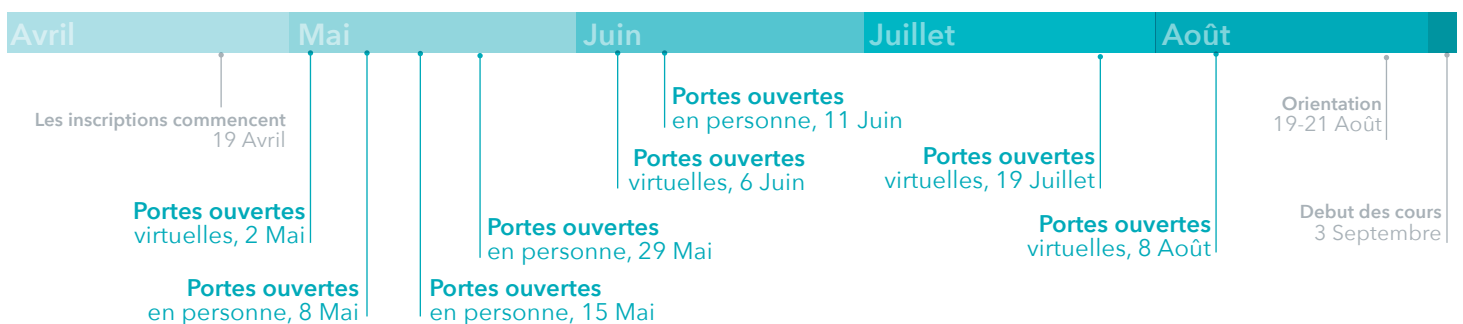 Avril
Mai
Juin
Juillet
Août
Les inscriptions commencent
19 Avril
Portes ouvertes
virtuelles, 2 Mai
Portes ouvertes
en personne, 8 Mai
Portes ouvertes
en personne, 15 Mai
Portes ouvertes
en personne, 29 Mai
Portes ouvertes
virtuelles, 6 Juin
Portes ouvertes
en personne, 11 Juin
Portes ouvertes
virtuelles, 19 Juillet
Portes ouvertes
virtuelles, 8 Août
Orientation
19-21 Août
Debut des cours
3 Septembre